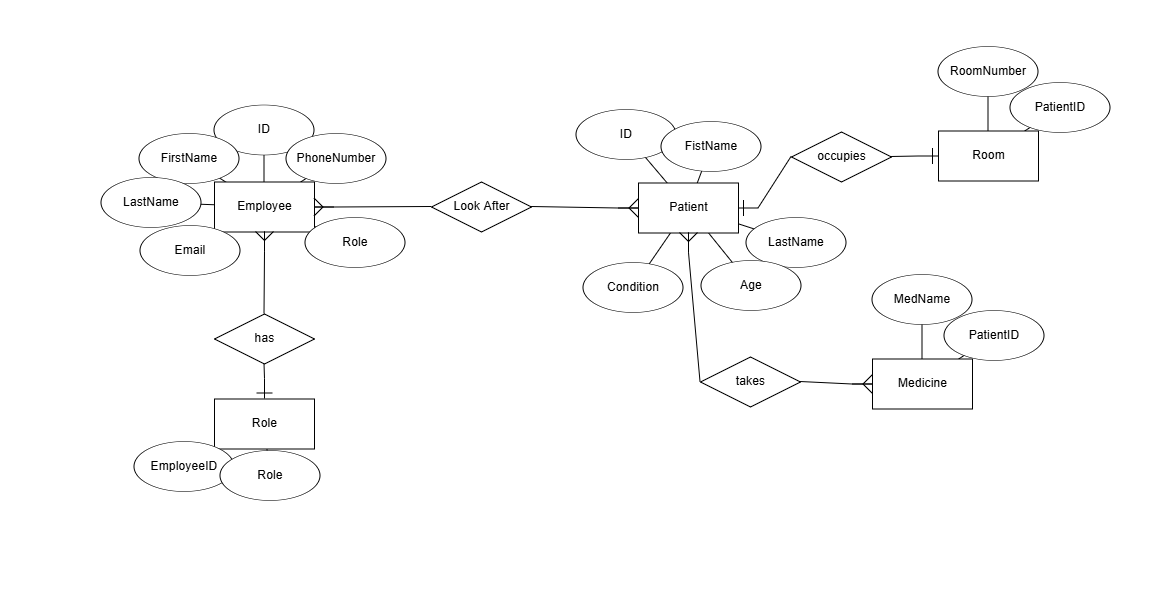 RoomNumber
PatientID
ID
ID
FistName
FirstName
PhoneNumber
occupies
Room
LastName
Employee
Look After
Patient
Email
Role
LastName
Condition
Age
MedName
has
PatientID
takes
Medicine
Role
EmployeeID
Role